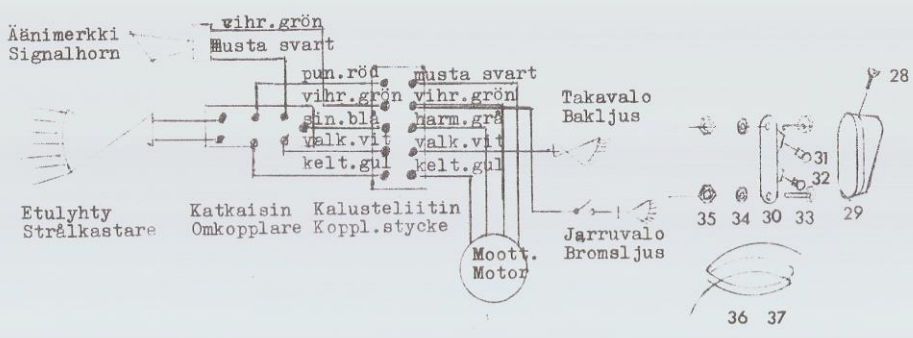 vihr.grön
Äänimerkki
Signalhorn
Musta svart
pun.röd
musta svart
vihr.grön
vihr.grön
sin.blå
harm.grå
valk.vit
valk.vit
kelt.gul
kelt.gul
Takavalo
Bakljus
28
31
32
35 34 30 33 29
Etulyhty
Strålkastare
Katkaisin
Omkopplare
Kalusteliitin
Koppl.stycke
Moott.
Motor
Jarruvalo
Bromsljus
36 37